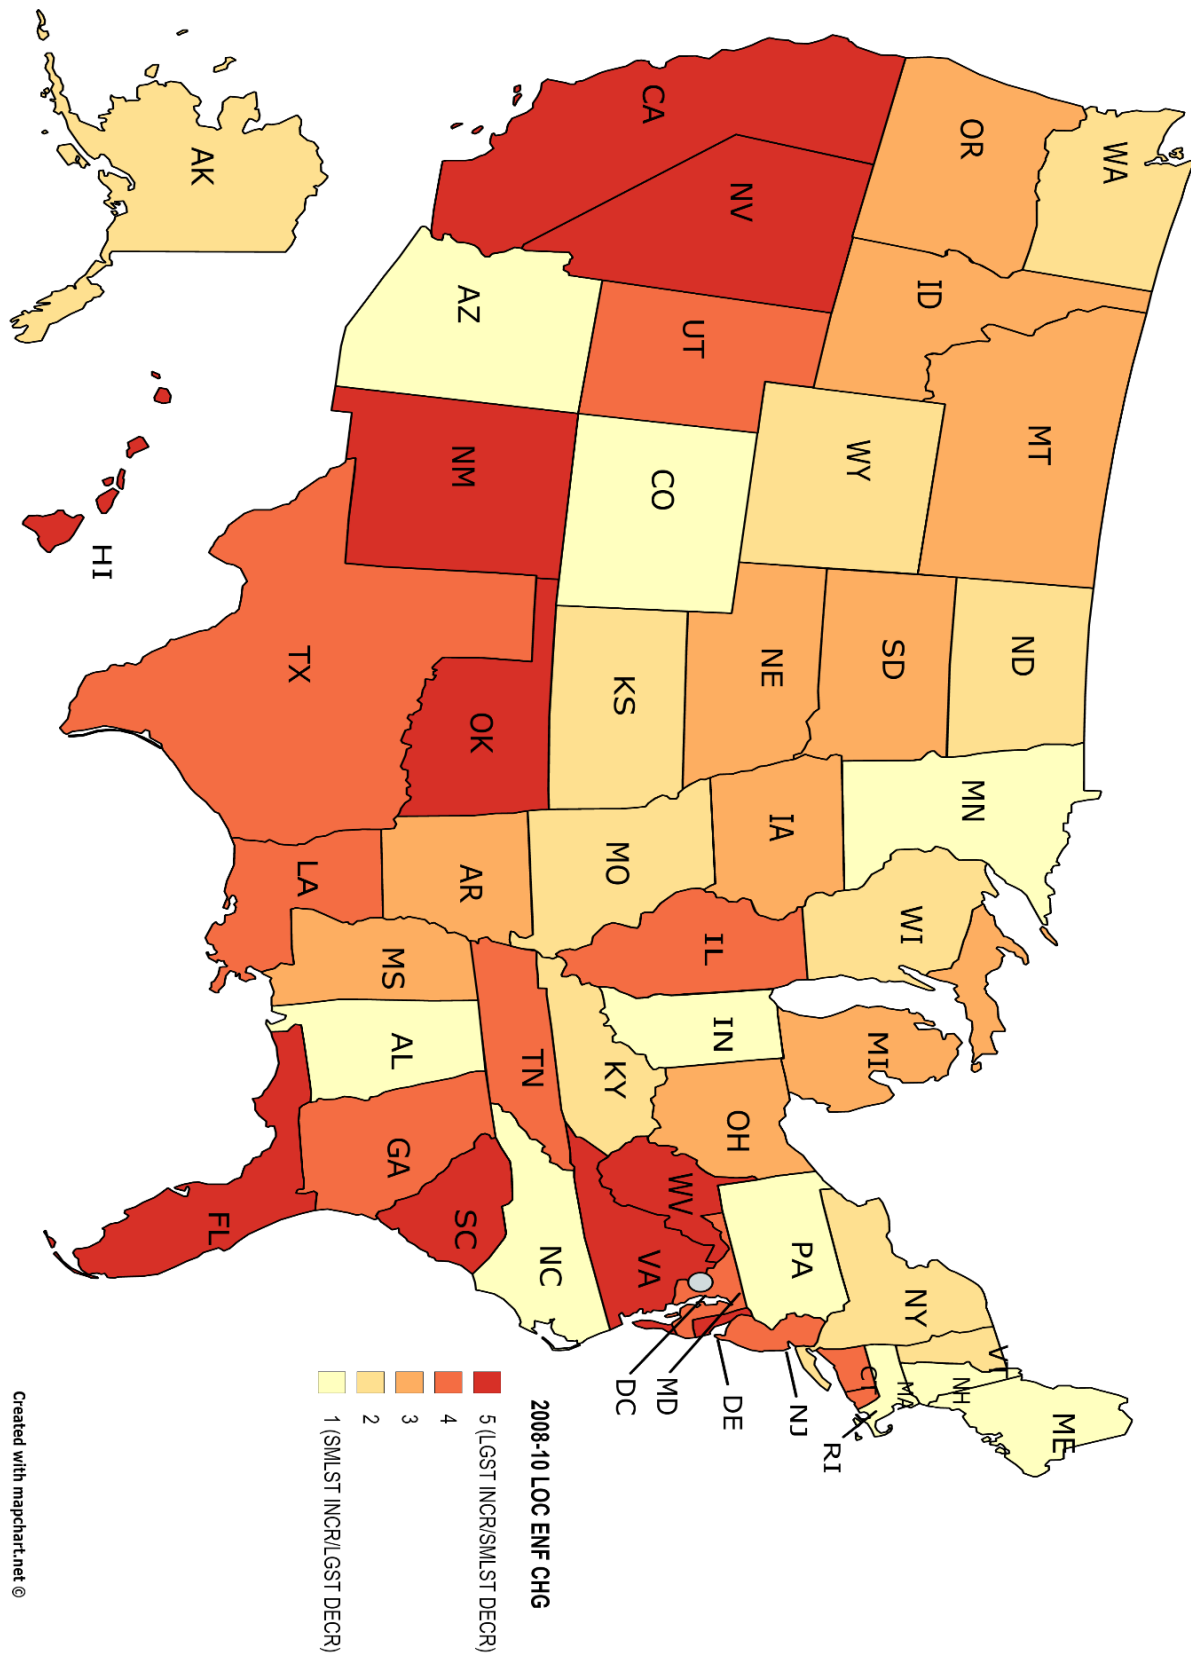 WA
OR
CA
NV
ID
MT
WY
UT
AZ
CO
NM
ND
SD
NE
KS
OK
TX
MN
IA
MO
AR
LA
WI
IL
MI
IN
OH
KY
TN
MS
AL
GA
FL
SC
NC
VA
WV
PA
NY
VT
NH
ME
MA
CT
RI
NJ
DE
MD
DC
AK
HI
2008-10 LOC ENF CHG
5 (LGST INCR/SMLST DECR)
4
3
2
1 (SMLST INCR/LGST DECR)
Created with mapchart.net ©